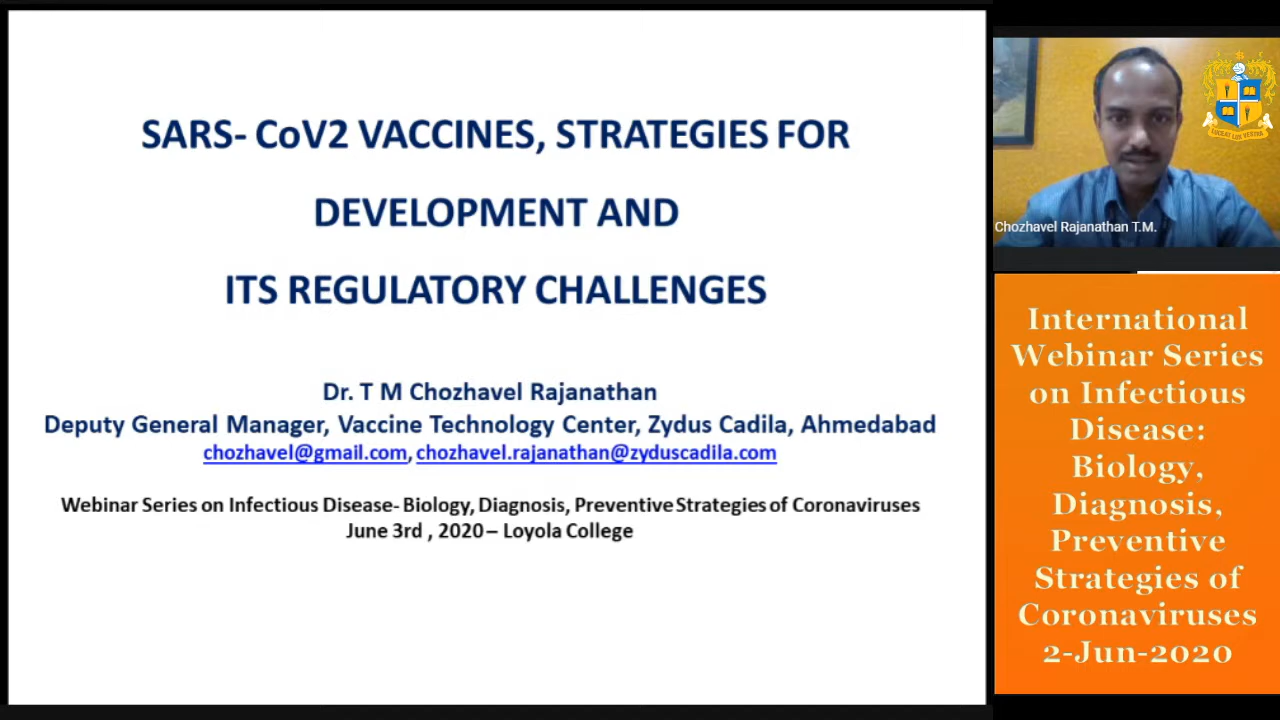 SARS- CoV2 VACCINES, STRATEGIES FOR
DEVELOPMENT AND
ITS REGULATORY CHALLENGES
Dr. T M Chozhavel Rajanathan
Deputy General Manager, Vaccine Technology Center, Zydus Cadila, Ahmedabad
chozhavel@gmail.com, chozhavel.rajanathan@zyduscadila.com
Webinar Series on Infectious Disease- Biology, Diagnosis, Preventive Strategies of Coronaviruses
June 3rd , 2020 – Loyola College
LUCEAT LUX VESTRA
Chozhavel Rajanathan T.M.
International
Webinar Series
on Infectious
Disease:
Biology,
Diagnosis,
Preventive
Strategies of
Coronaviruses
2-Jun-2020